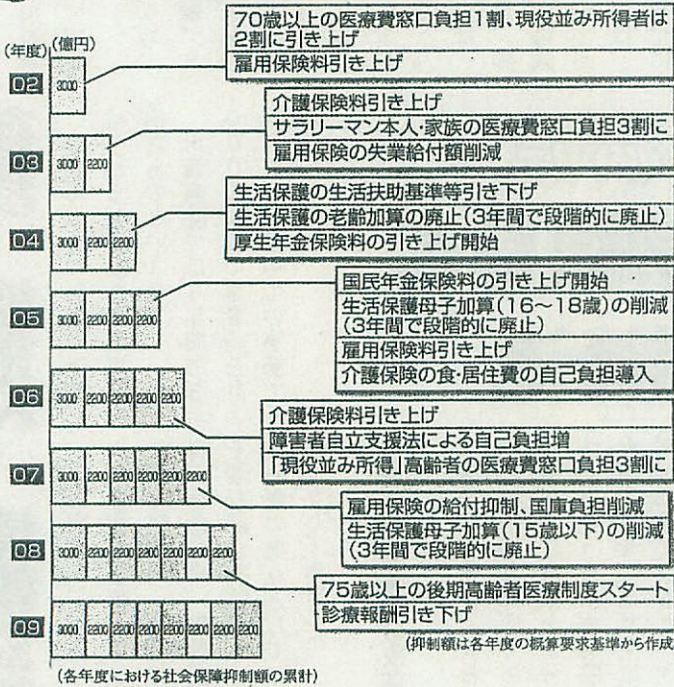 (年度)
(億円)
02
3000
70歳以上の医療費窓口負担1割、現役並み所得者は
2割に引き上げ
雇用保険料引き上げ
03
3000 2200
介護保険料引き上げ
サラリーマン本人・家族の医療費窓口負担3割に
雇用保険の失業給付額削減
04
3000 2200 2200
生活保護の生活扶助基準等引き下げ
生活保護の老齢加算の廃止(3年間で段階的に廃止)
厚生年金保険料の引き上げ開始
05
3000 2200 2200 2200
国民年金保険料の引き上げ開始
生活保護母子加算(16〜18歳)の削減
(3年間で段階的に廃止)
雇用保険料引き上げ
介護保険の食・居住費の自己負担導入
06
3000 2200 2200 2200 2200
介護保険料引き上げ
障害者自立支援法による自己負担増
「現役並み所得」高齢者の医療費窓口負担3割に
07
3000 2200 2200 2200 2200 2200
雇用保険の給付抑制、国庫負担削減
生活保護母子加算(15歳以下)の削減
(3年間で段階的に廃止)
08
3000 2200 2200 2200 2200 2200 2200
75歳以上の後期高齢者医療制度スタート
診療報酬引き下げ
09
3000 2200 2200 2200 2200 2200 2200 2200
(抑制額は各年度の概算要求基準から作成
(各年度における社会保障抑制額の累計)